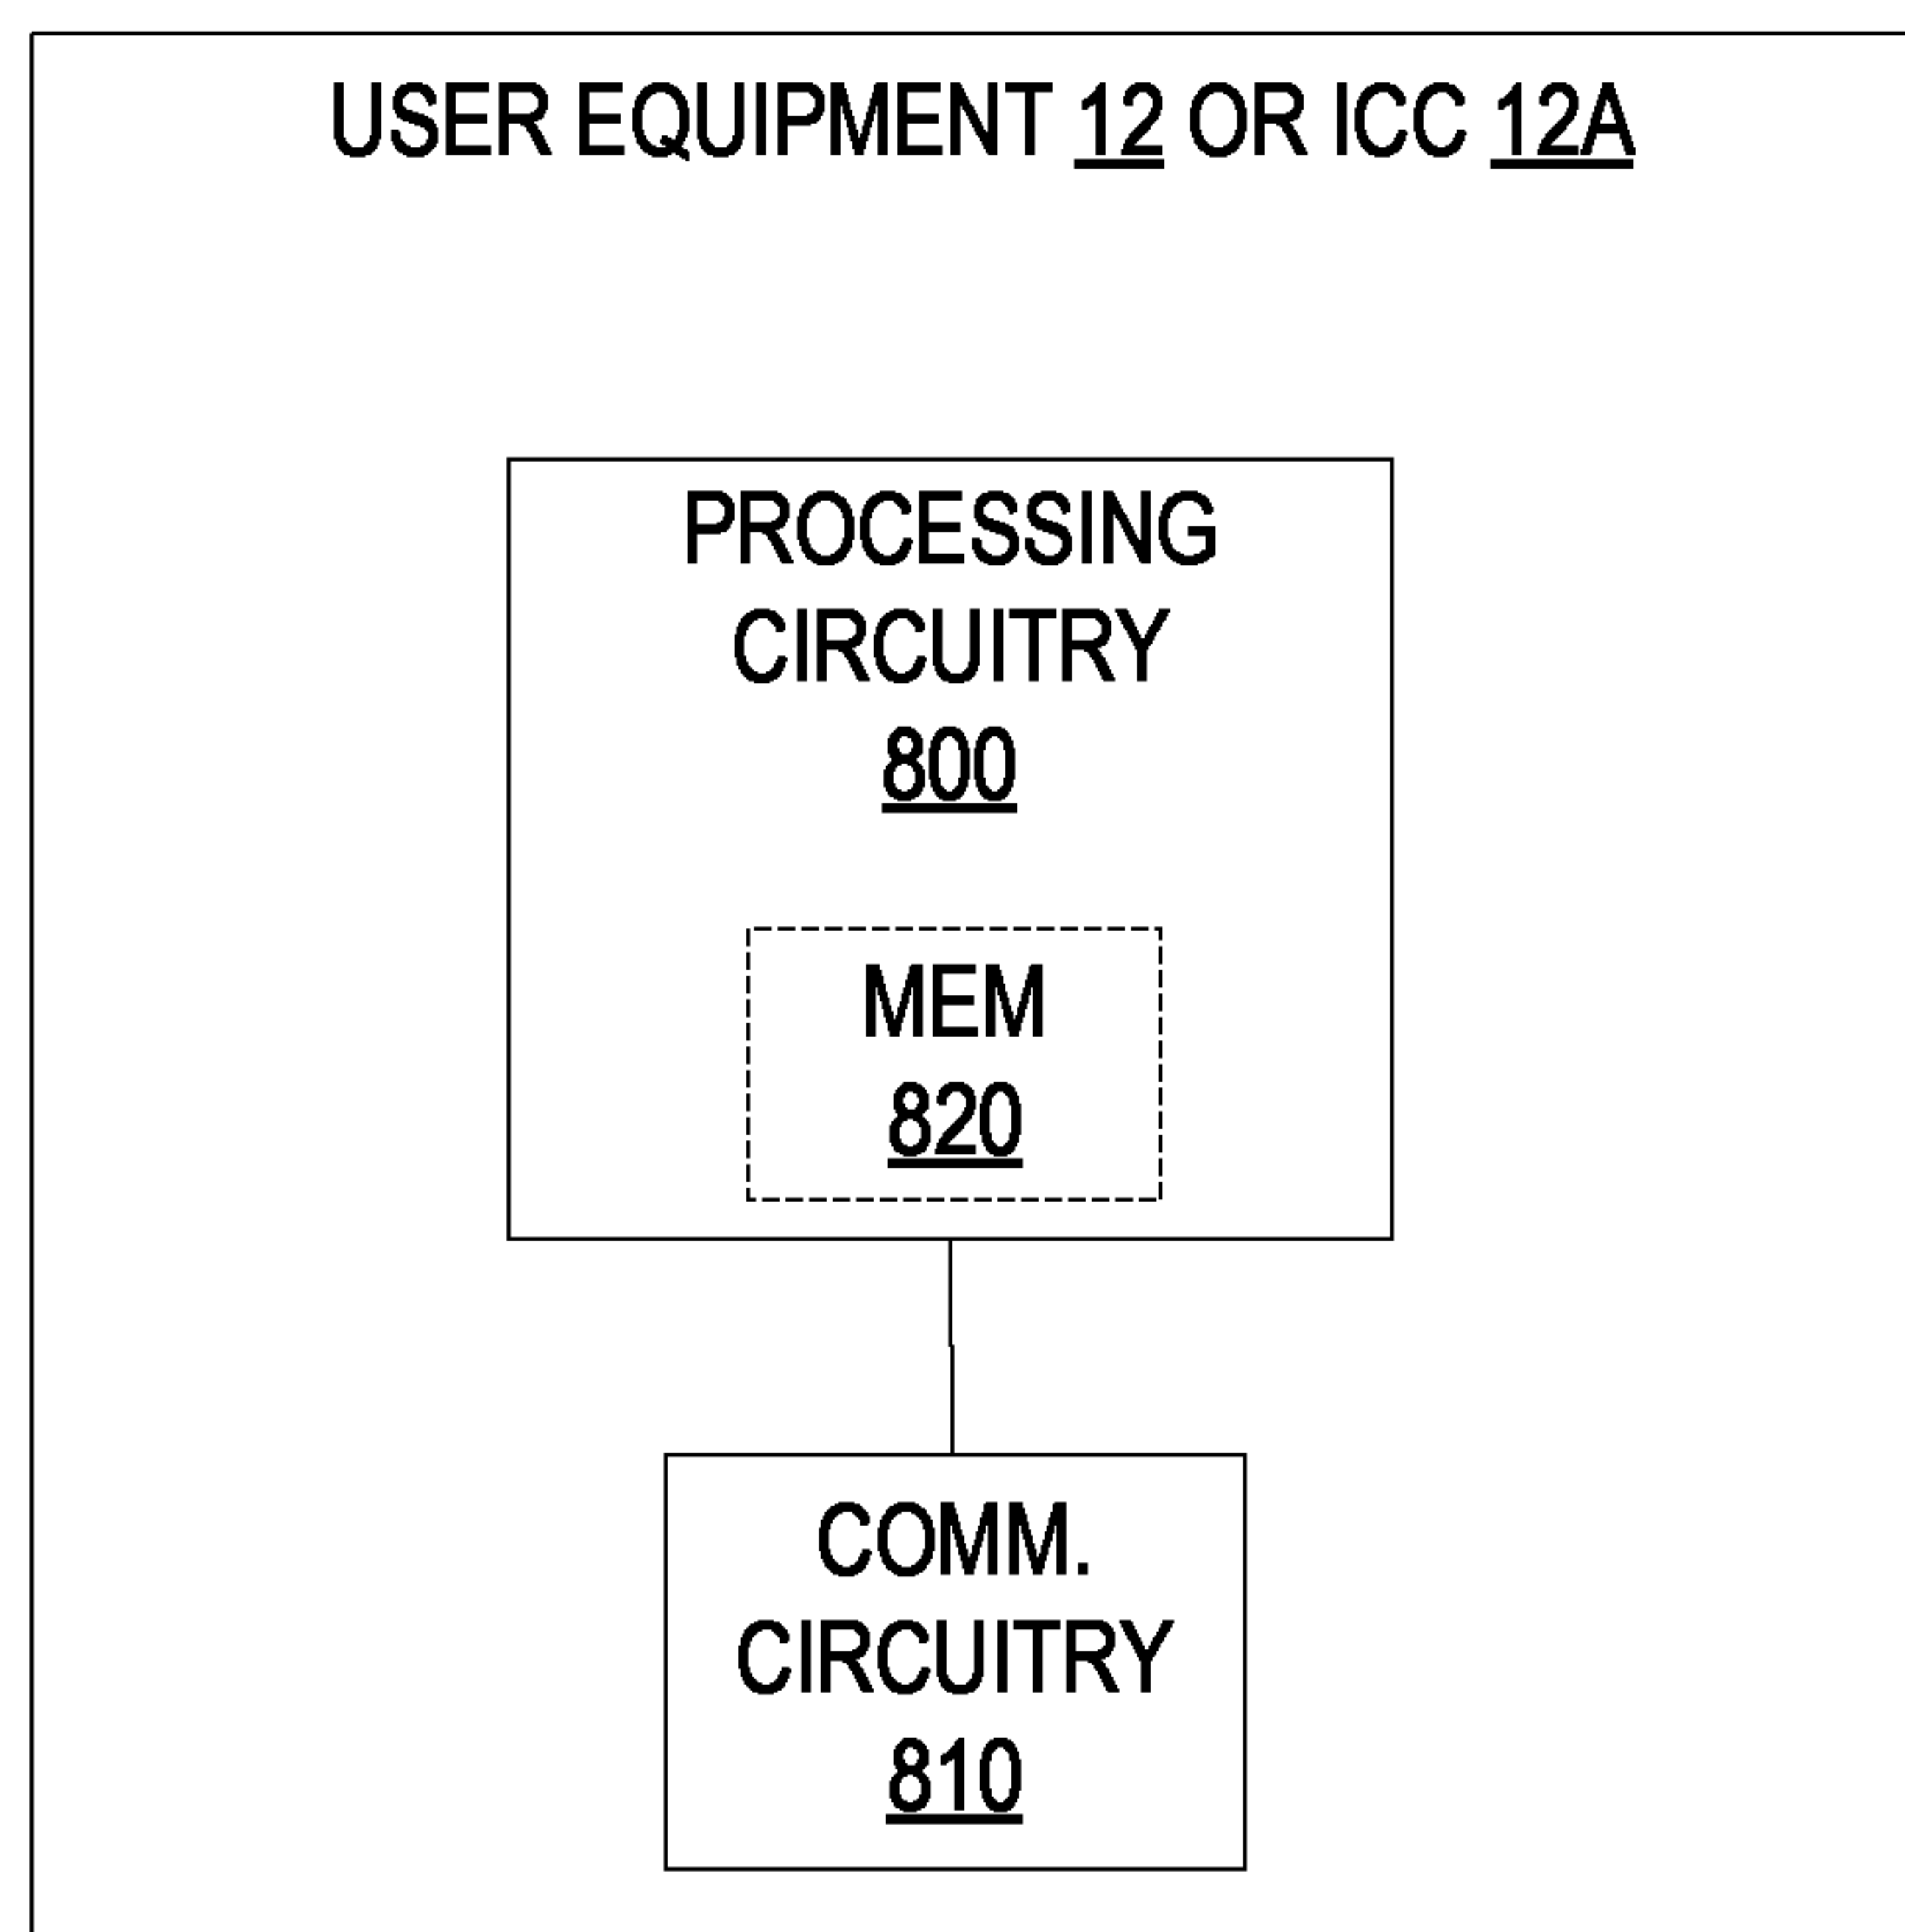 USER EQUIPMENT 12 OR ICC 12A
PROCESSING
CIRCUITRY
800
MEM
820
COMM.
CIRCUITRY
810